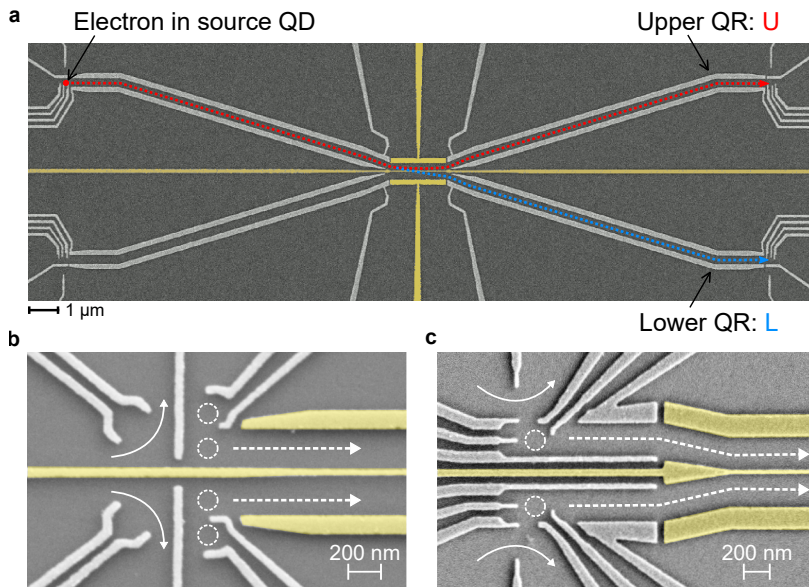 a
Electron in source QD
Upper QR: U
1 μm
Lower QR: L
b
c
200 nm
200 nm